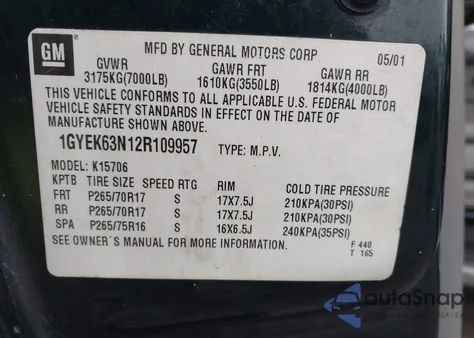 GM
MFD BY GENERAL MOTORS CORP 05/01
GVWR GAWR FRT GAWR RR
3175KG(7000LB) 1610KG(3550LB) 1814KG(4000LB)
THIS VEHICLE CONFORMS TO ALL APPLICABLE U.S. FEDERAL MOTOR
VEHICLE SAFETY STANDARDS IN EFFECT ON THE DATE OF
MANUFACTURE SHOWN ABOVE.
1GYEK63N12R109957 TYPE: M.P.V.
MODEL: K15706
KPTB TIRE SIZE SPEED RTG RIM COLD TIRE PRESSURE
FRT P265/70R17 S 17X7.5J 210KPA(30PSI)
RR P265/70R17 S 17X7.5J 210KPA(30PSI)
SPA P265/75R16 S 16X6.5J 240KPA(35PSI)
SEE OWNER'S MANUAL FOR MORE INFORMATION.
F 440
T 165
autoSnap